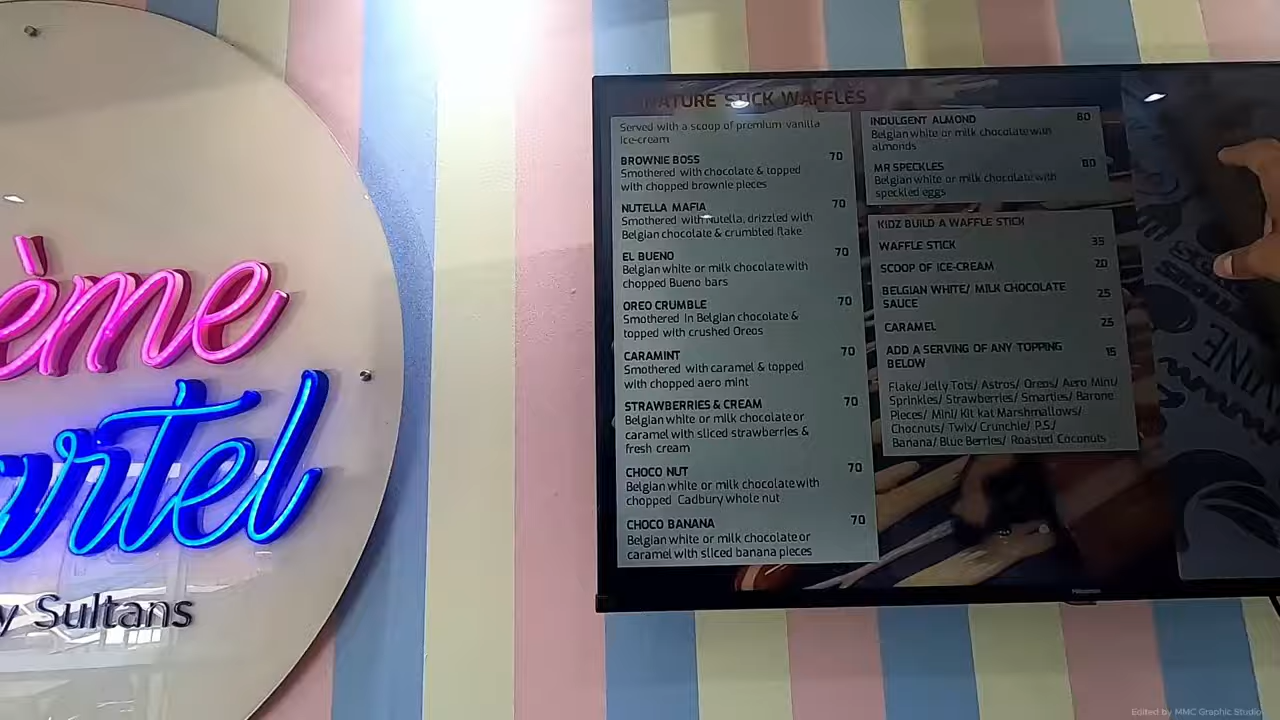 ème
artel
y Sultans
NATURE STICK WAFFLES
Served with a scoop of premium vanilla
ice-cream
BROWNIE BOSS 70
Smothered with chocolate & topped
with chopped brownie pieces
NUTELLA MAFIA 70
Smothered with Nutella, drizzled with
Belgian chocolate & crumbled flake
EL BUENO 70
Belgian white or milk chocolate with
chopped Bueno bars
OREO CRUMBLE 70
Smothered In Belgian chocolate &
topped with crushed Oreos
CARAMINT 70
Smothered with caramel & topped
with chopped aero mint
STRAWBERRIES & CREAM 70
Belgian white or milk chocolate or
caramel with sliced strawberries &
fresh cream
CHOCO NUT 70
Belgian white or milk chocolate with
chopped Cadbury whole nut
CHOCO BANANA 70
Belgian white or milk chocolate or
caramel with sliced banana pieces
INDULGENT ALMOND 80
Belgian white or milk chocolate with
almonds
MR SPECKLES 80
Belgian white or milk chocolate with
speckled eggs
KIDZ BUILD A WAFFLE STICK
WAFFLE STICK 35
SCOOP OF ICE-CREAM 20
BELGIAN WHITE/ MILK CHOCOLATE
SAUCE 25
CARAMEL 25
ADD A SERVING OF ANY TOPPING
BELOW 15
Flake/ Jelly Tots/ Astros/ Oreos/ Aero Mint/
Sprinkles/ Strawberries/ Smarties/ Barone
Pieces/ Mini/ Kit kat Marshmallows/
Chocnuts/ Twix/ Crunchie/ P.S./
Banana/ Blue Berries/ Roasted Coconuts
Hisense
Edited by MMC Graphic Studio